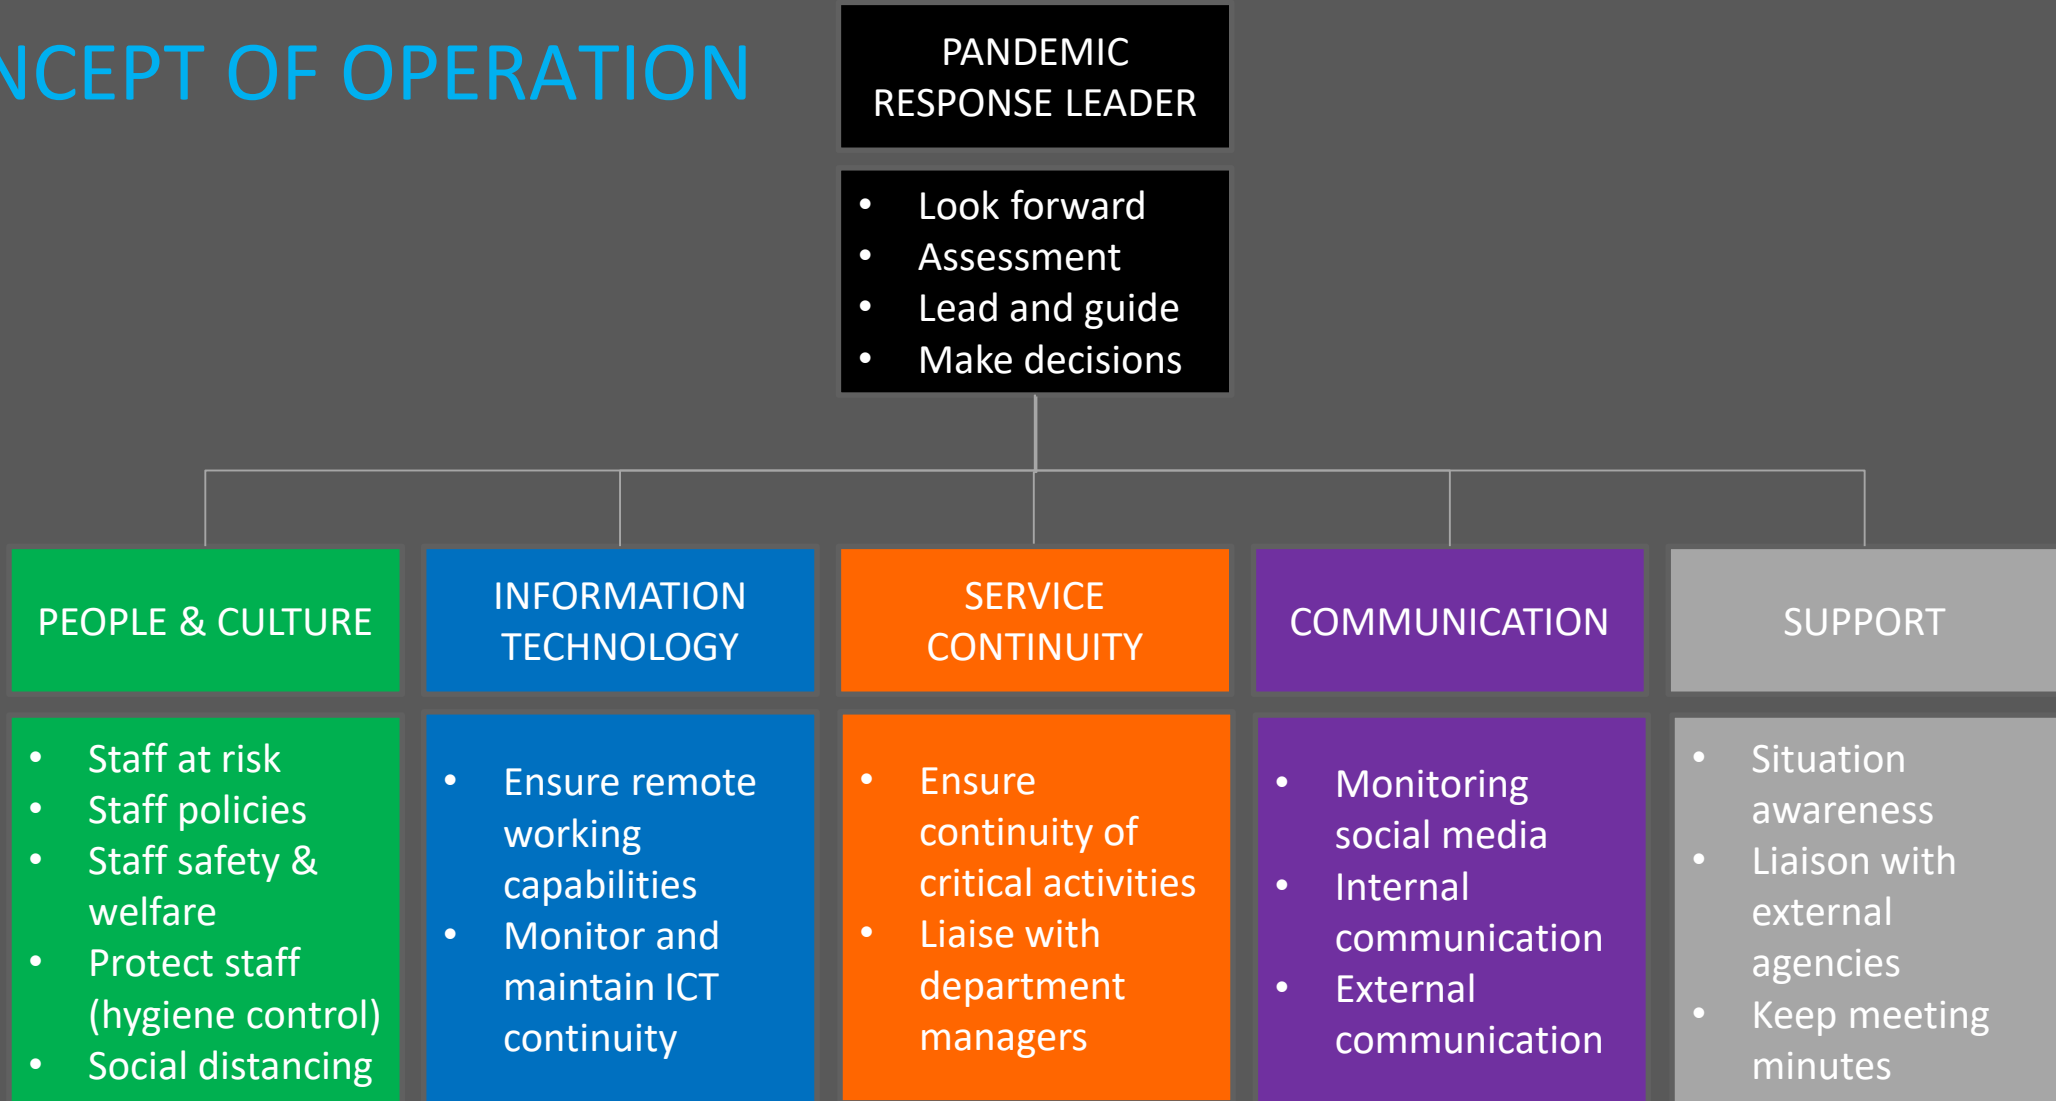 NCEPT OF OPERATION
PANDEMIC
RESPONSE LEADER
• Look forward
• Assessment
• Lead and guide
• Make decisions
PEOPLE & CULTURE
• Staff at risk
• Staff policies
• Staff safety &
welfare
• Protect staff
(hygiene control)
• Social distancing
INFORMATION
TECHNOLOGY
• Ensure remote
working
capabilities
• Monitor and
maintain ICT
continuity
SERVICE
CONTINUITY
• Ensure
continuity of
critical activities
• Liaise with
department
managers
COMMUNICATION
• Monitoring
social media
• Internal
communication
• External
communication
SUPPORT
• Situation
awareness
• Liaison with
external
agencies
• Keep meeting
minutes